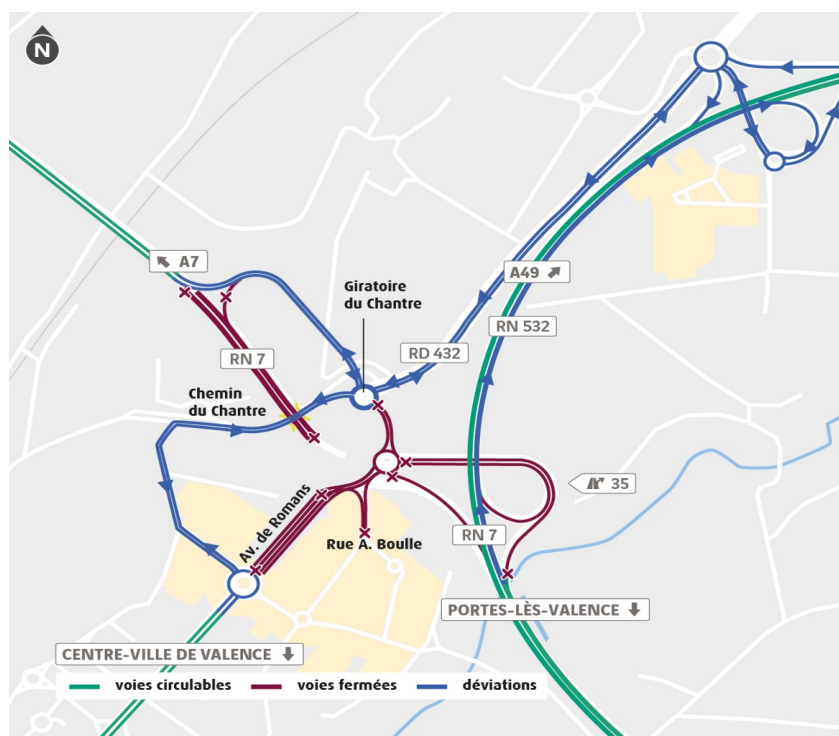 N
A7
A49
Giratoire
du Chantre
RN 532
RN 7
RD 432
Chemin
du Chantre
35
Av. de Romans
Rue A. Boulle
RN 7
PORTES-LÈS-VALENCE
CENTRE-VILLE DE VALENCE
voies circulables
voies fermées
déviations